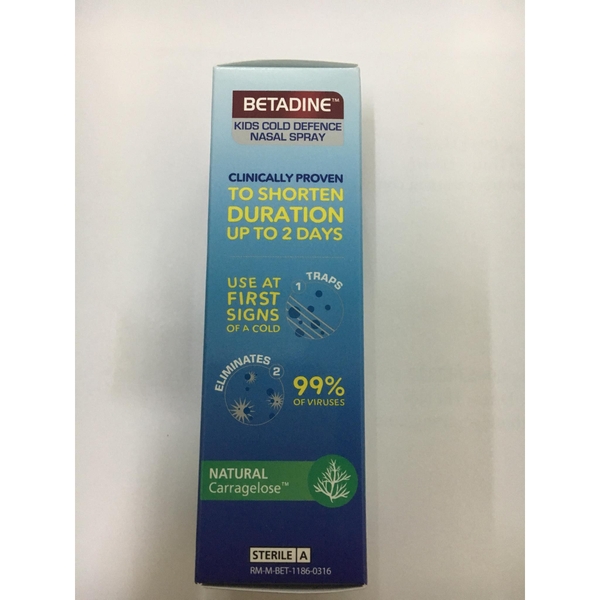 BETADINE™
KIDS COLD DEFENCE
NASAL SPRAY
CLINICALLY PROVEN
TO SHORTEN
DURATION
UP TO 2 DAYS
USE AT
FIRST
SIGNS
OF A COLD
1 TRAPS
ELIMINATES 2
99%
OF VIRUSES
NATURAL
Carragelose™
STERILE A
RM-M-BET-1186-0316